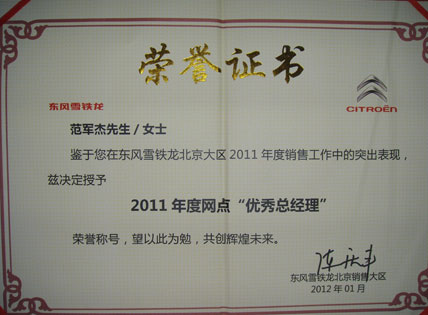 荣誉证书
东风雪铁龙
CITROËN
范军杰先生/女士
鉴于您在东风雪铁龙北京大区 2011 年度销售工作中的突出表现，
兹决定授予
2011 年度网点“优秀总经理”
荣誉称号，望以此为勉，共创辉煌未来。
东风雪铁龙北京销售大区
2012 年 01 月